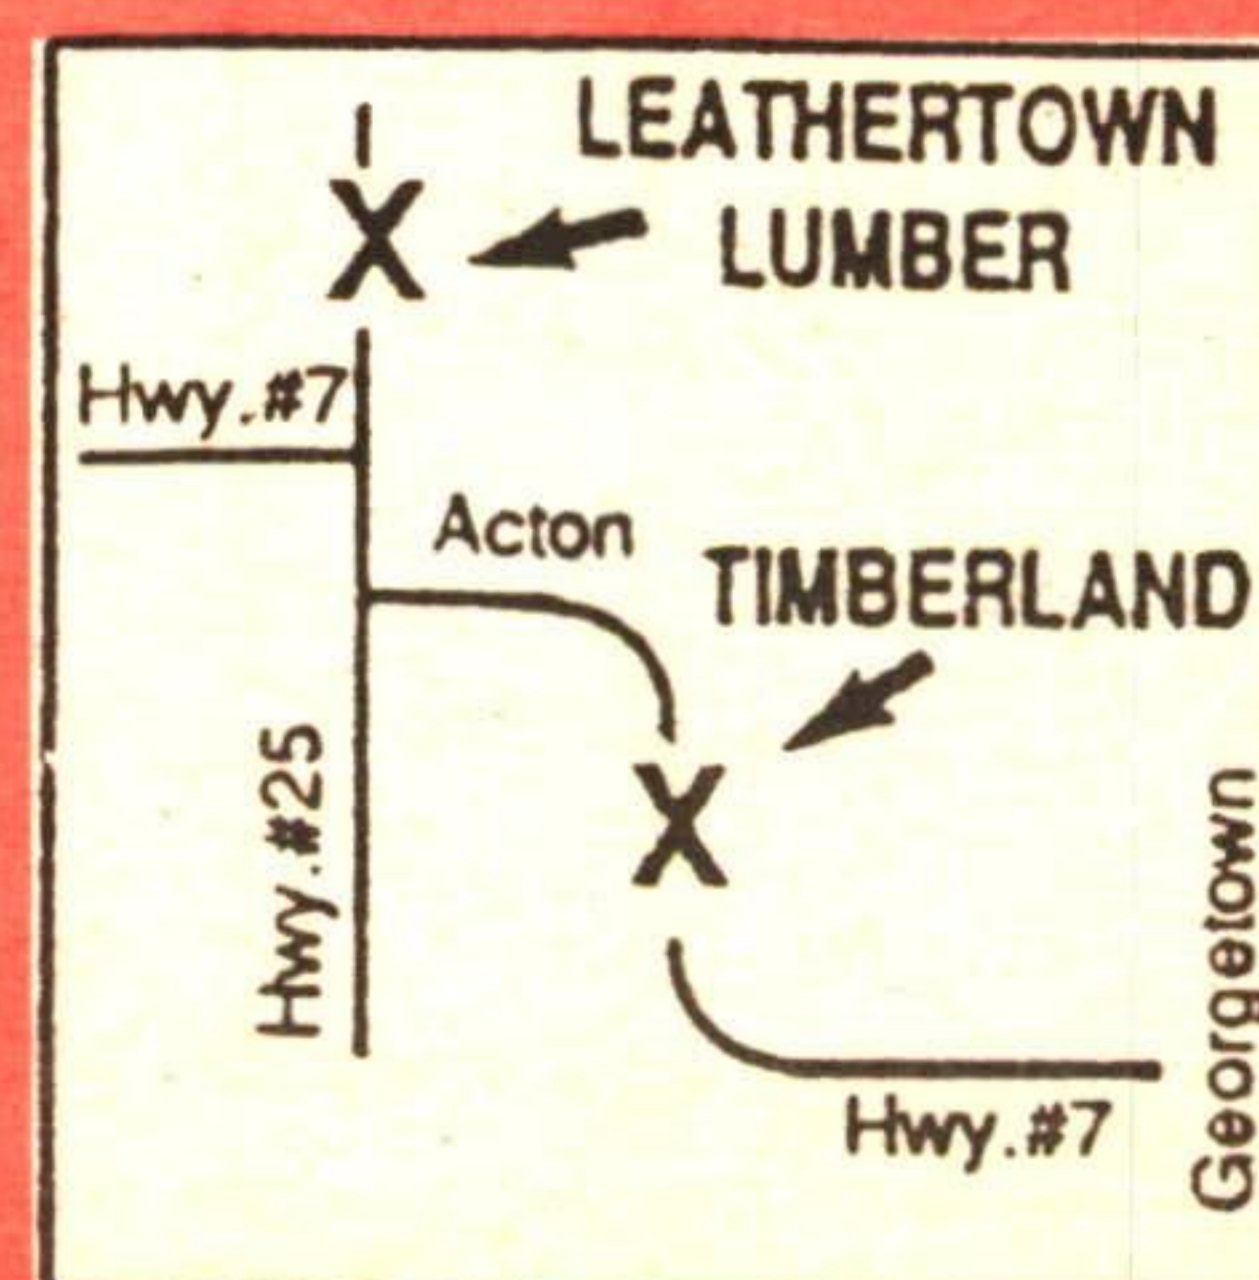 LEATHERTOWN
LUMBER
X
Hwy.#7
Acton
TIMBERLAND
X
Hwy.#25
Georgetown
Hwy.#7